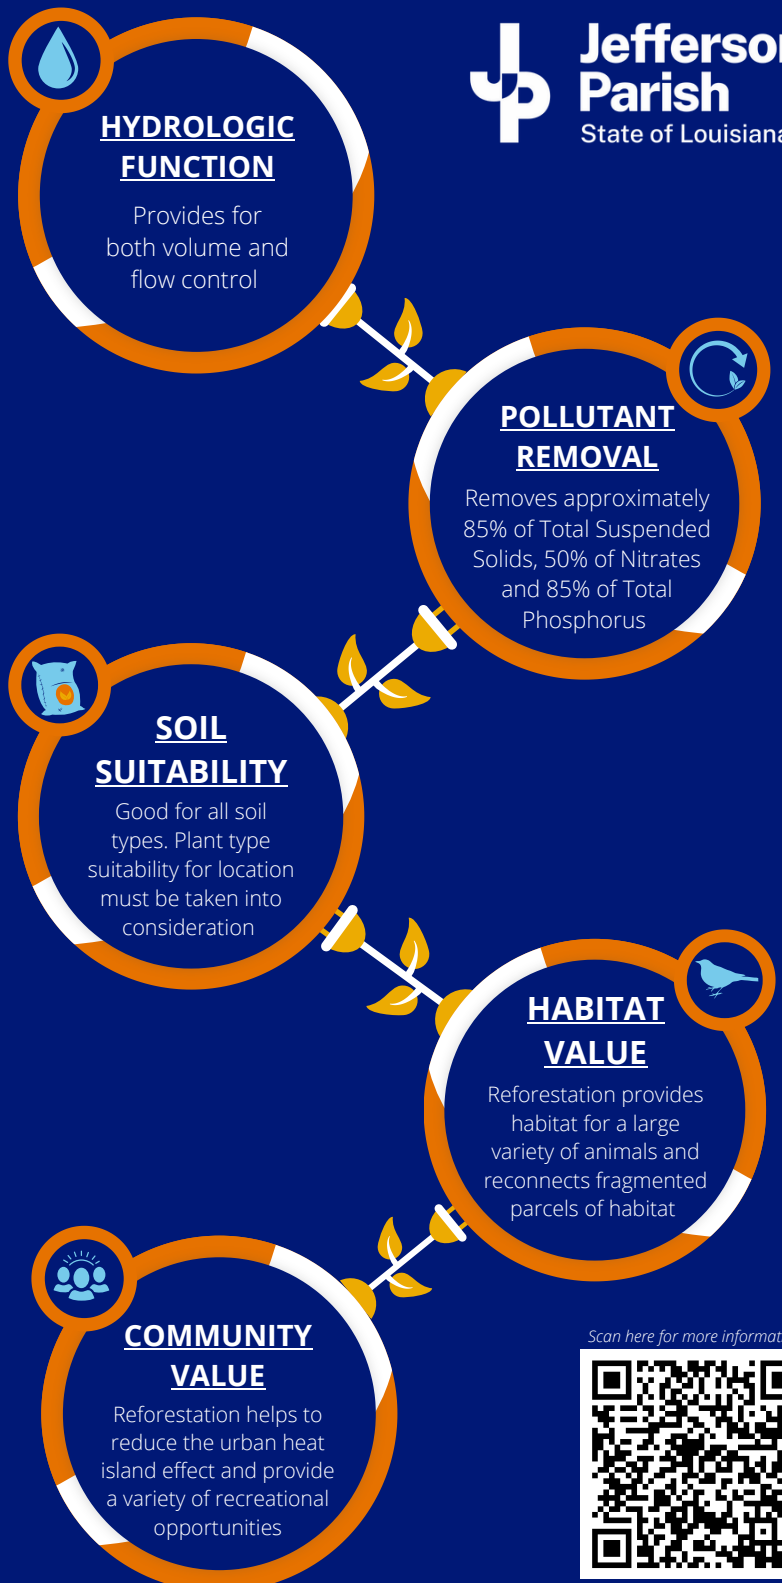 Jefferson
Parish
State of Louisiana
HYDROLOGIC
FUNCTION
Provides for
both volume and
flow control
POLLUTANT
REMOVAL
Removes approximately
85% of Total Suspended
Solids, 50% of Nitrates
and 85% of Total
Phosphorus
SOIL
SUITABILITY
Good for all soil
types. Plant type
suitability for location
must be taken into
consideration
HABITAT
VALUE
Reforestation provides
habitat for a large
variety of animals and
reconnects fragmented
parcels of habitat
COMMUNITY
VALUE
Reforestation helps to
reduce the urban heat
island effect and provide
a variety of recreational
opportunities
Scan here for more informat